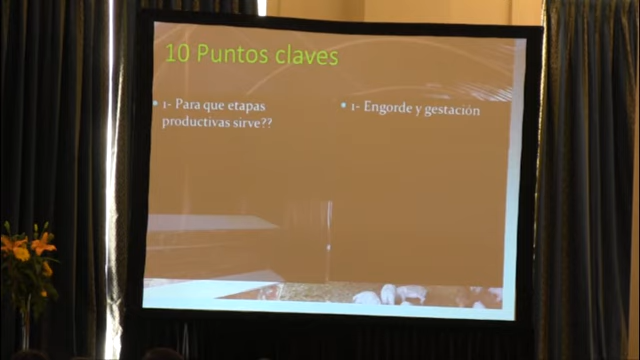 10 Puntos claves
• 1- Para que etapas
productivas sirve??
• 1- Engorde y gestación